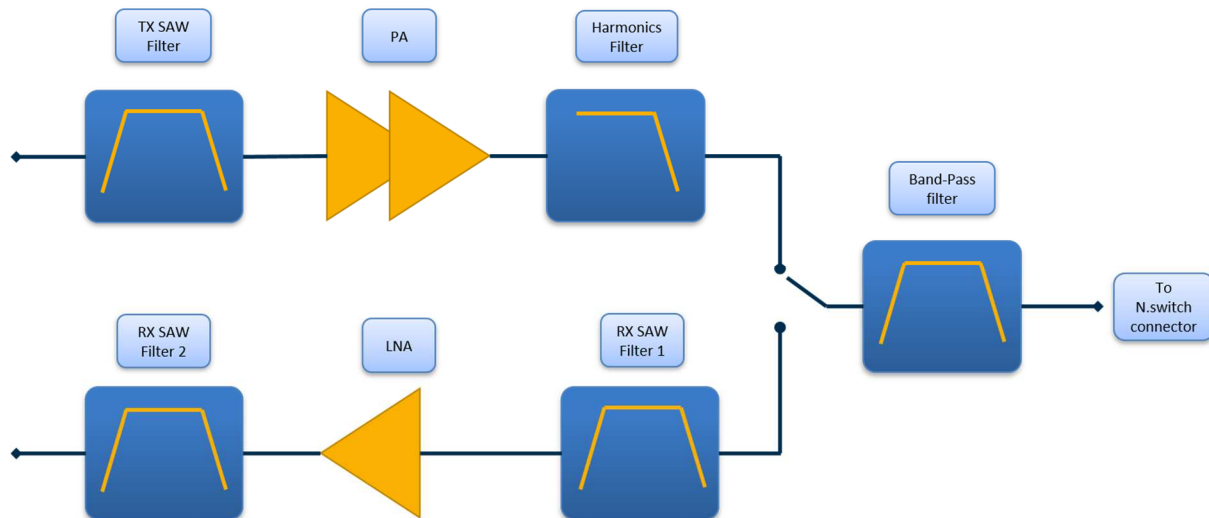 TX SAW
Filter
PA
Harmonics
Filter
Band-Pass
filter
To
N.switch
connector
RX SAW
Filter 2
LNA
RX SAW
Filter 1